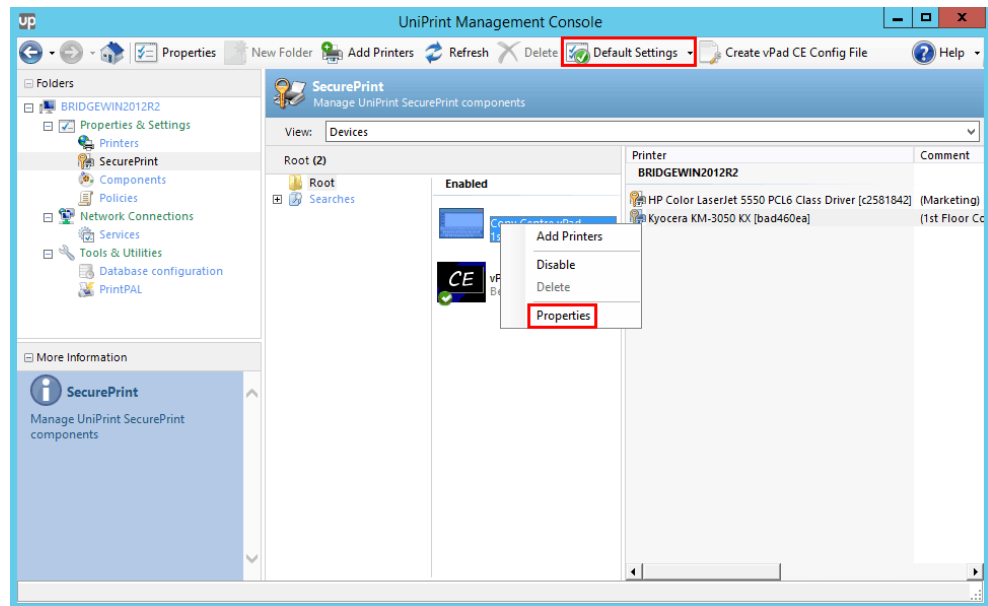 up
UniPrint Management Console
Properties New Folder Add Printers Refresh Delete Default Settings Create vPad CE Config File Help
Folders
BRIDGEWIN2012R2
Properties & Settings
Printers
SecurePrint
Components
Policies
Network Connections
Services
Tools & Utilities
Database configuration
PrintPAL
More Information
SecurePrint
Manage UniPrint SecurePrint
components
SecurePrint
Manage UniPrint SecurePrint components
View: Devices
Root (2)
Root
Searches
Enabled
Copy Centre vPad
CE
Add Printers
Disable
Delete
Properties
Printer Comment
BRIDGEWIN2012R2
HP Color LaserJet 5550 PCL6 Class Driver [c2581842] (Marketing)
Kyocera KM-3050 KX [bad460ea] (1st Floor Co